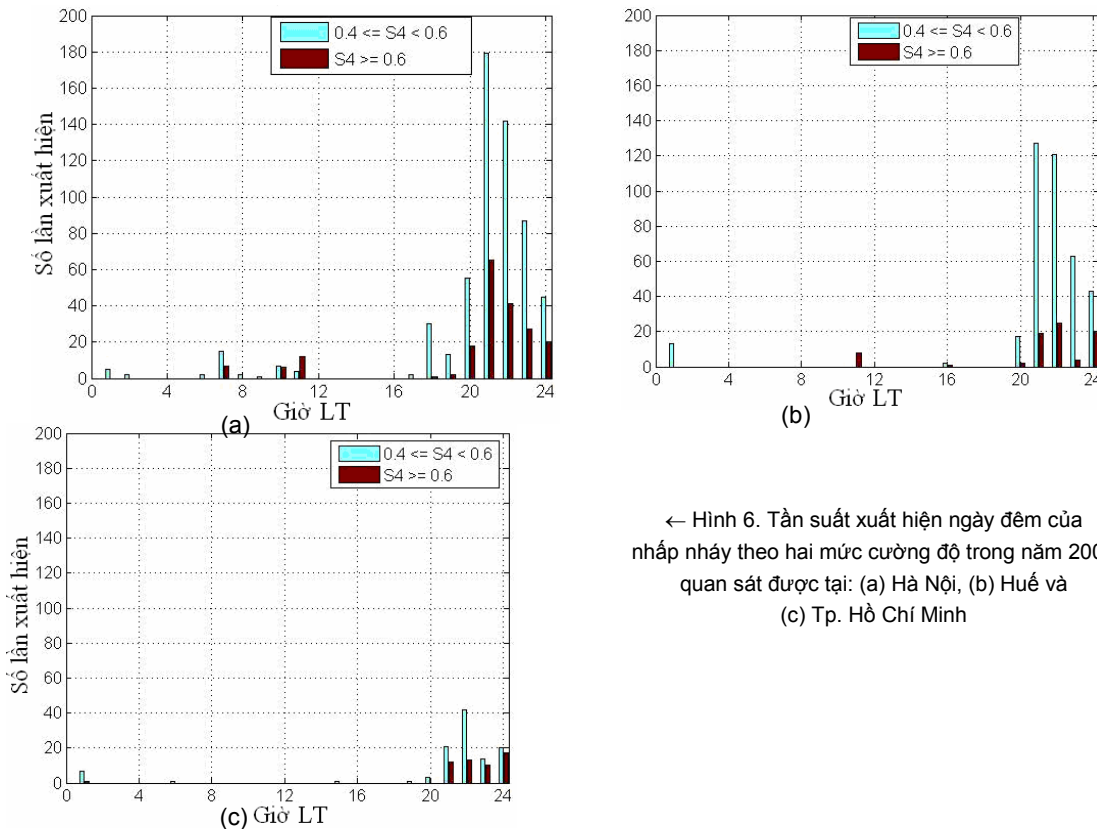 200
180
160
140
120
100
80
60
40
20
0
Số lần xuất hiện
0.4 <= S4 < 0.6
S4 >= 0.6
0 4 8 12 16 20 24
Giờ LT
(a)
200
180
160
140
120
100
80
60
40
20
0
0.4 <= S4 < 0.6
S4 >= 0.6
0 4 8 12 16 20 24
Giờ LT
(b)
200
180
160
140
120
100
80
60
40
20
0
Số lần xuất hiện
0.4 <= S4 < 0.6
S4 >= 0.6
0 4 8 12 16 20 24
(c) Giờ LT
← Hình 6. Tần suất xuất hiện ngày đêm của
nhấp nháy theo hai mức cường độ trong năm
quan sát được tại: (a) Hà Nội, (b) Huế và
(c) Tp. Hồ Chí Minh